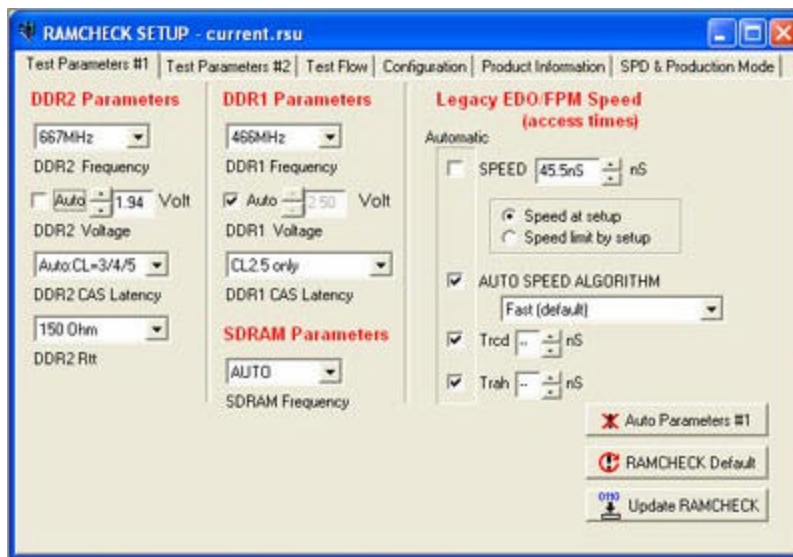 RAMCHECK SETUP - current.rsu
Test Parameters #1 Test Parameters #2 Test Flow Configuration Product Information SPD & Production Mode
DDR2 Parameters
667MHz
DDR2 Frequency
Auto 1.94 Volt
DDR2 Voltage
Auto:CL=3/4/5
DDR2 CAS Latency
150 Ohm
DDR2 Rtt
DDR1 Parameters
466MHz
DDR1 Frequency
Auto 2.50 Volt
DDR1 Voltage
CL2.5 only
DDR1 CAS Latency
SDRAM Parameters
AUTO
SDRAM Frequency
Legacy EDO/FPM Speed
(access times)
Automatic
SPEED 45.5nS nS
Speed at setup
Speed limit by setup
AUTO SPEED ALGORITHM
Fast (default)
Trcd -- nS
Trah -- nS
Auto Parameters #1
RAMCHECK Default
0110
Update RAMCHECK